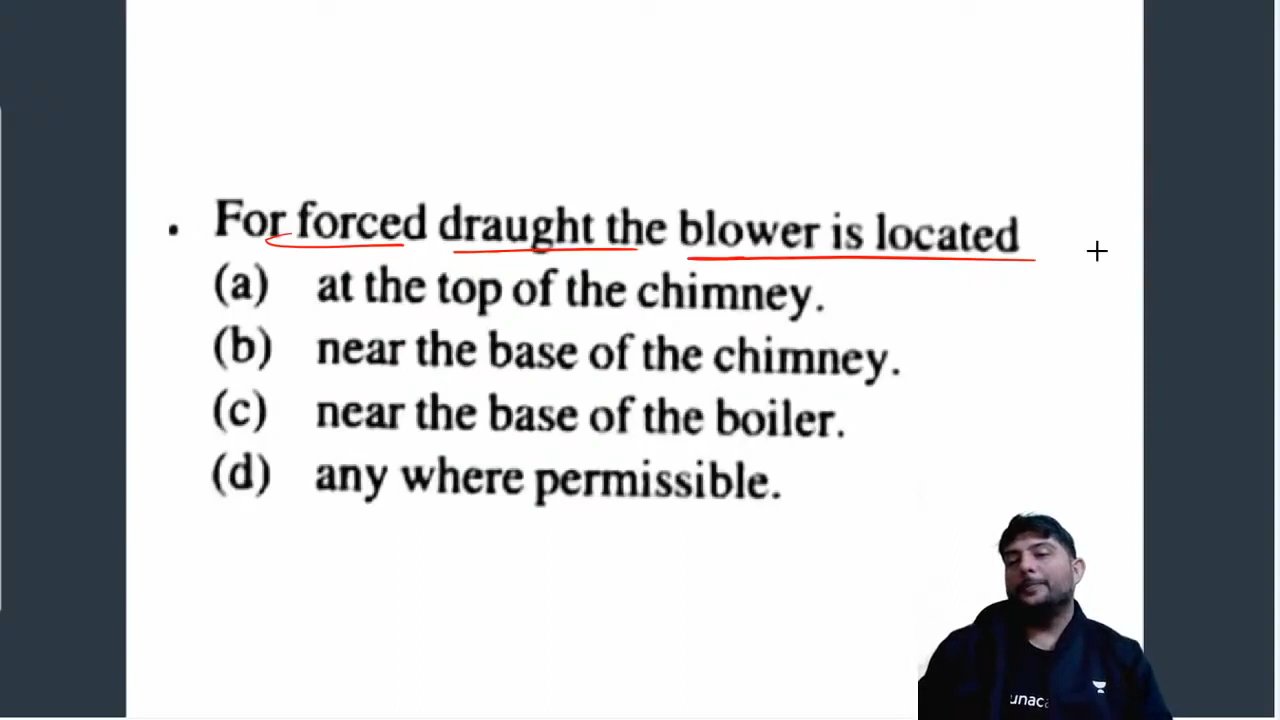 . For forced draught the blower is located
(a) at the top of the chimney.
(b) near the base of the chimney.
(c) near the base of the boiler.
(d) any where permissible.
unaca